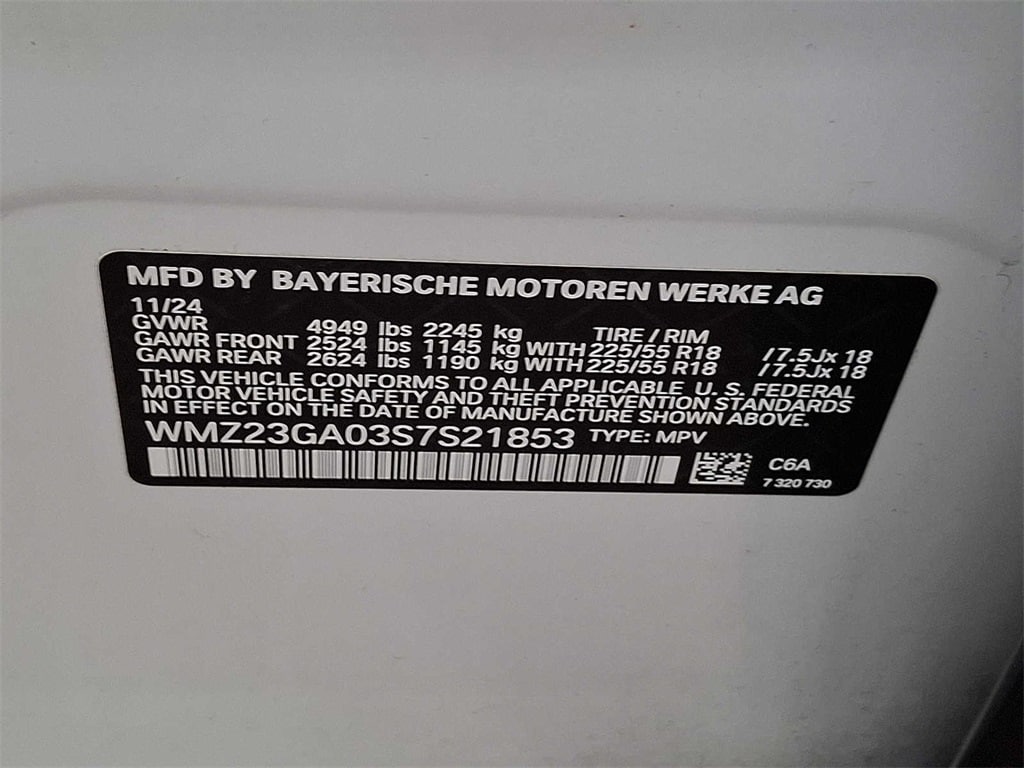 MFD BY BAYERISCHE MOTOREN WERKE AG
11/24
GVWR 4949 lbs 2245 kg TIRE / RIM
GAWR FRONT 2524 lbs 1145 kg WITH 225/55 R18 / 7.5Jx 18
GAWR REAR 2624 lbs 1190 kg WITH 225/55 R18 / 7.5Jx 18
THIS VEHICLE CONFORMS TO ALL APPLICABLE U. S. FEDERAL
MOTOR VEHICLE SAFETY AND THEFT PREVENTION STANDARDS
IN EFFECT ON THE DATE OF MANUFACTURE SHOWN ABOVE.
WMZ23GA03S7S21853 TYPE: MPV
C6A
7 320 730